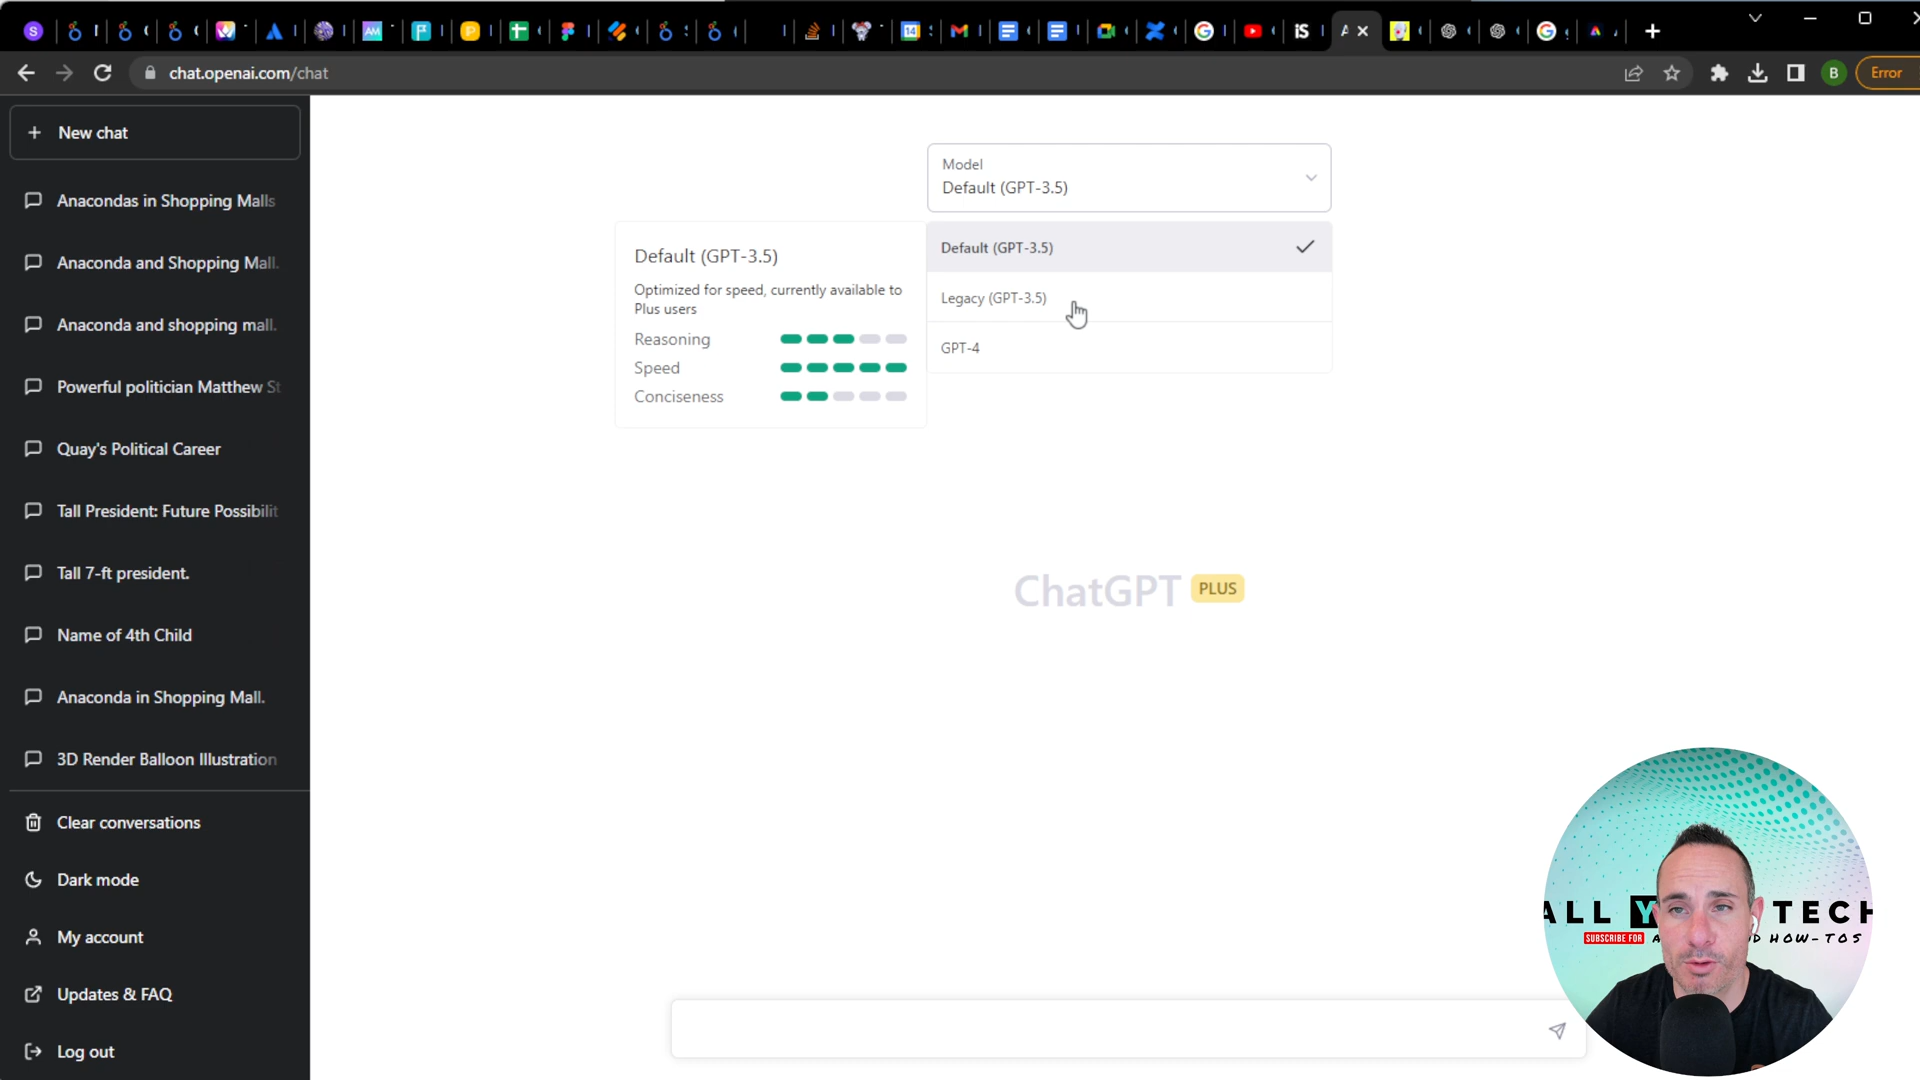 chat.openai.com/chat
B
Error
New chat
Anacondas in Shopping Malls
Anaconda and Shopping Mall.
Anaconda and shopping mall.
Powerful politician Matthew St
Quay's Political Career
Tall President: Future Possibilit
Tall 7-ft president.
Name of 4th Child
Anaconda in Shopping Mall.
3D Render Balloon Illustration
Clear conversations
Dark mode
My account
Updates & FAQ
Log out
Model
Default (GPT-3.5)
Default (GPT-3.5)
Legacy (GPT-3.5)
GPT-4
Default (GPT-3.5)
Optimized for speed, currently available to
Plus users
Reasoning
Speed
Conciseness
ChatGPT PLUS
ALL Y TECH
SUBSCRIBE FOR A D HOW-TOS